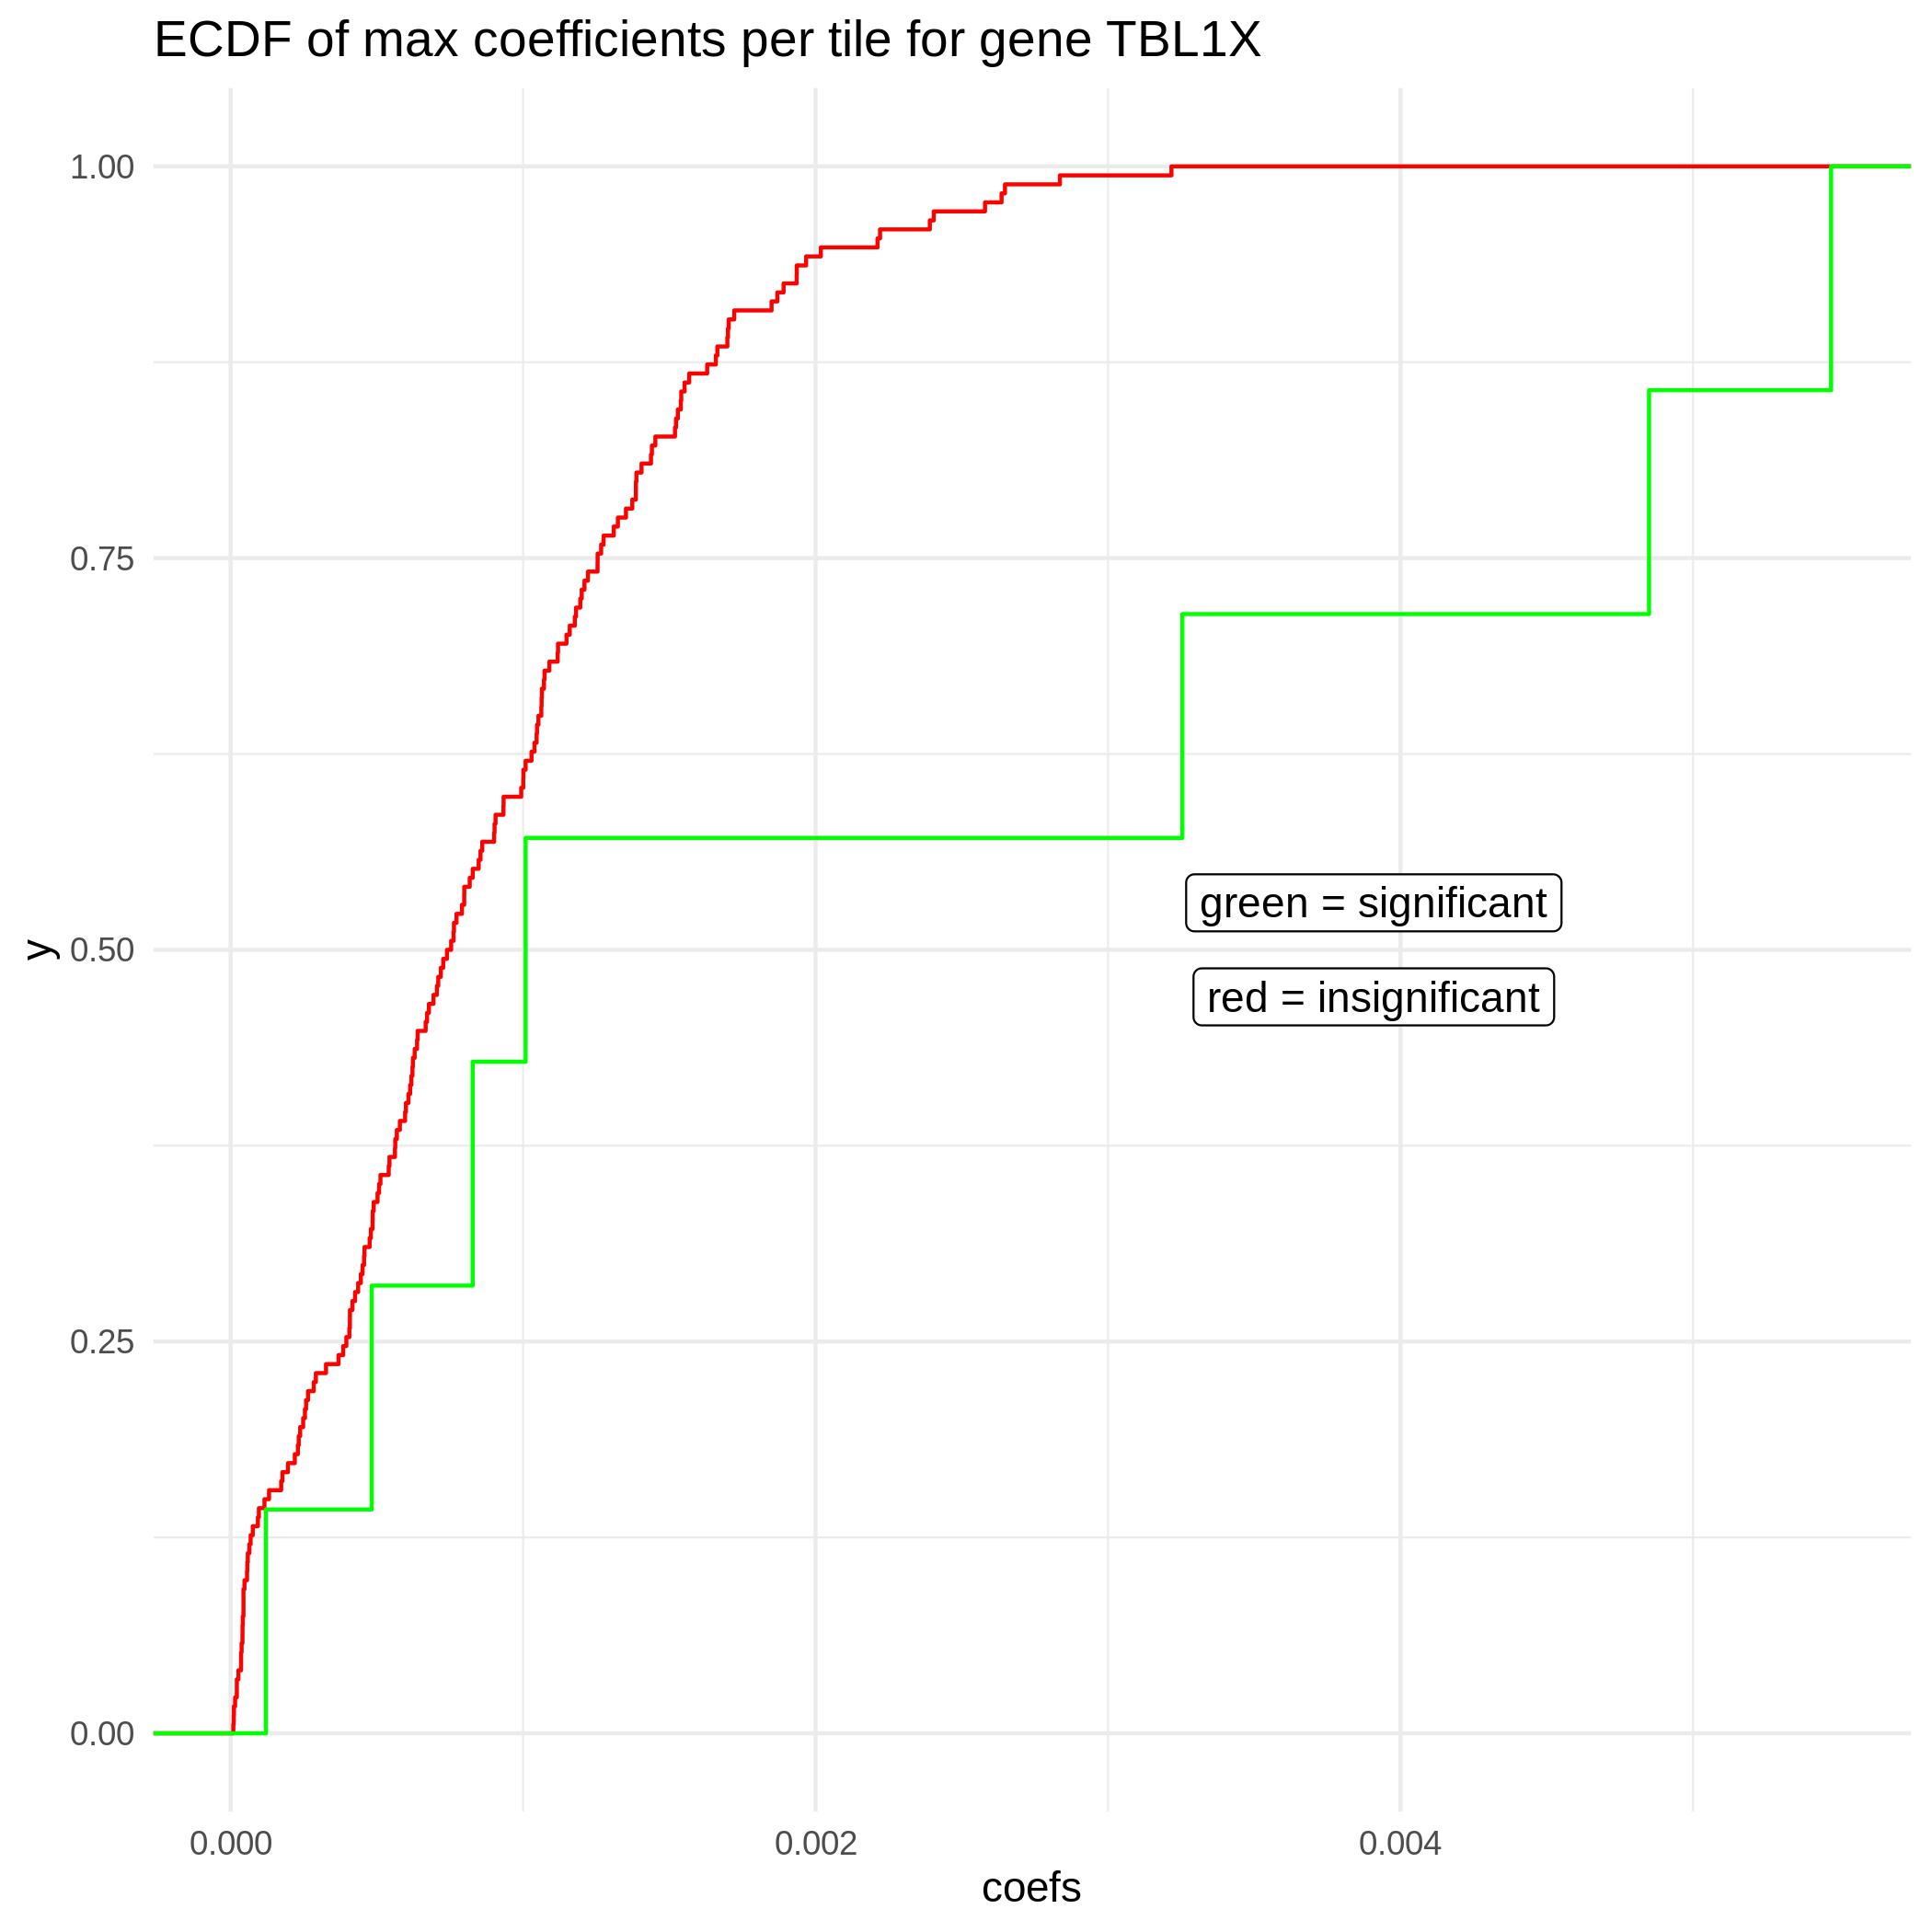 ECDF of max coefficients per tile for gene TBL1X
1.00
0.75
0.50
0.25
0.00
y
green = significant
red = insignificant
0.000
0.002
0.004
coefs